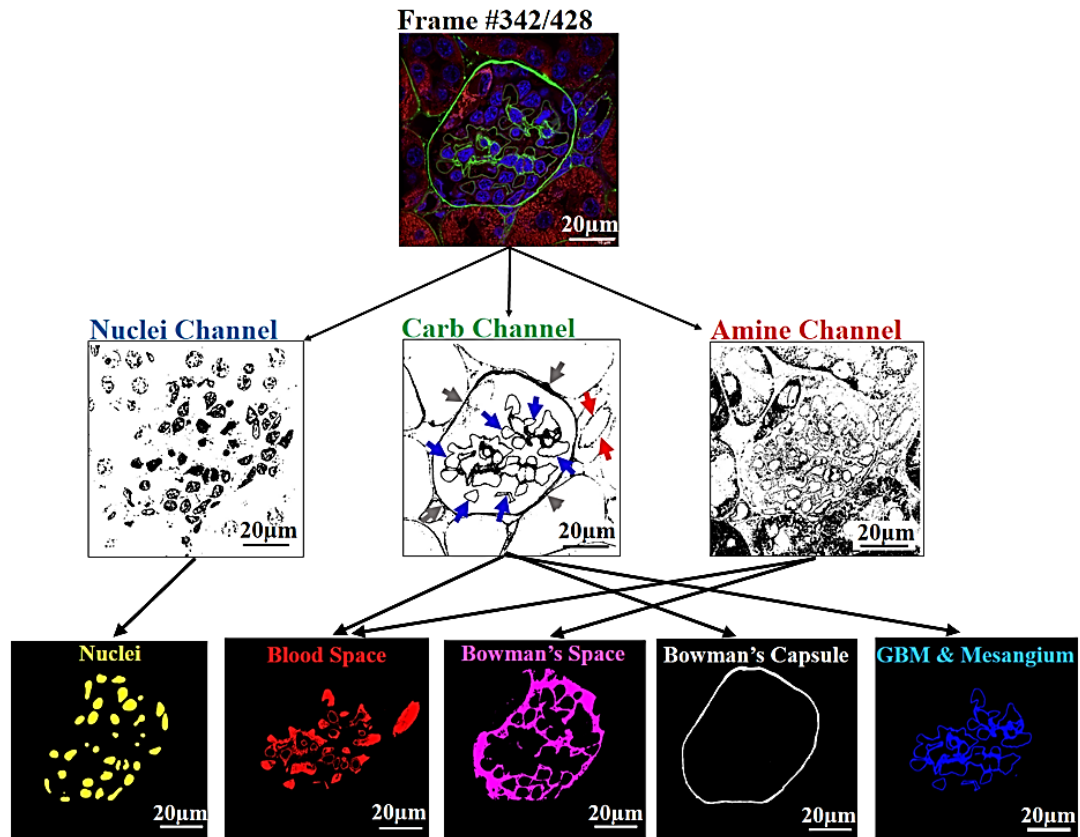 Frame #342/428
20µm
Nuclei Channel
Carb Channel
Amine Channel
20µm
20µm
20µm
Nuclei
Blood Space
Bowman's Space
Bowman's Capsule
GBM & Mesangium
20µm
20µm
20µm
20µm
20µm